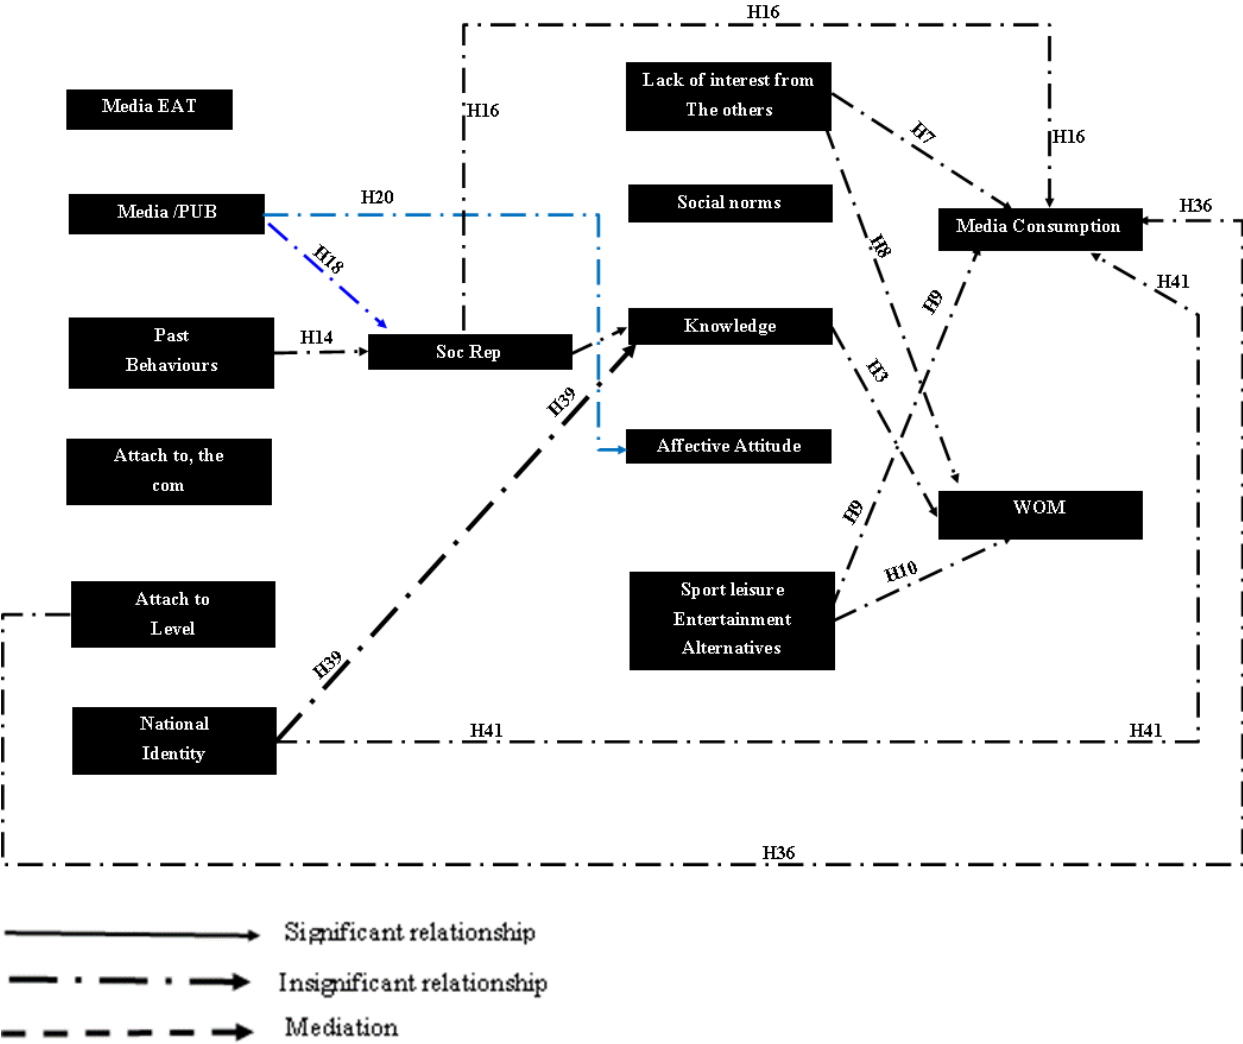 H16
Lack of interest from
The others
Media EAT
H16
H7
H16
Media /PUB
H20
Social norms
Media Consumption
H36
H18
H8
H41
H9
Past
Behaviours
H14
Soc Rep
Knowledge
H3
H39
Attach to, the
com
Affective Attitude
WOM
H9
H10
Attach to
Level
Sport leisure
Entertainment
Alternatives
H39
National
Identity
H41
H41
H36
Significant relationship
Insignificant relationship
Mediation